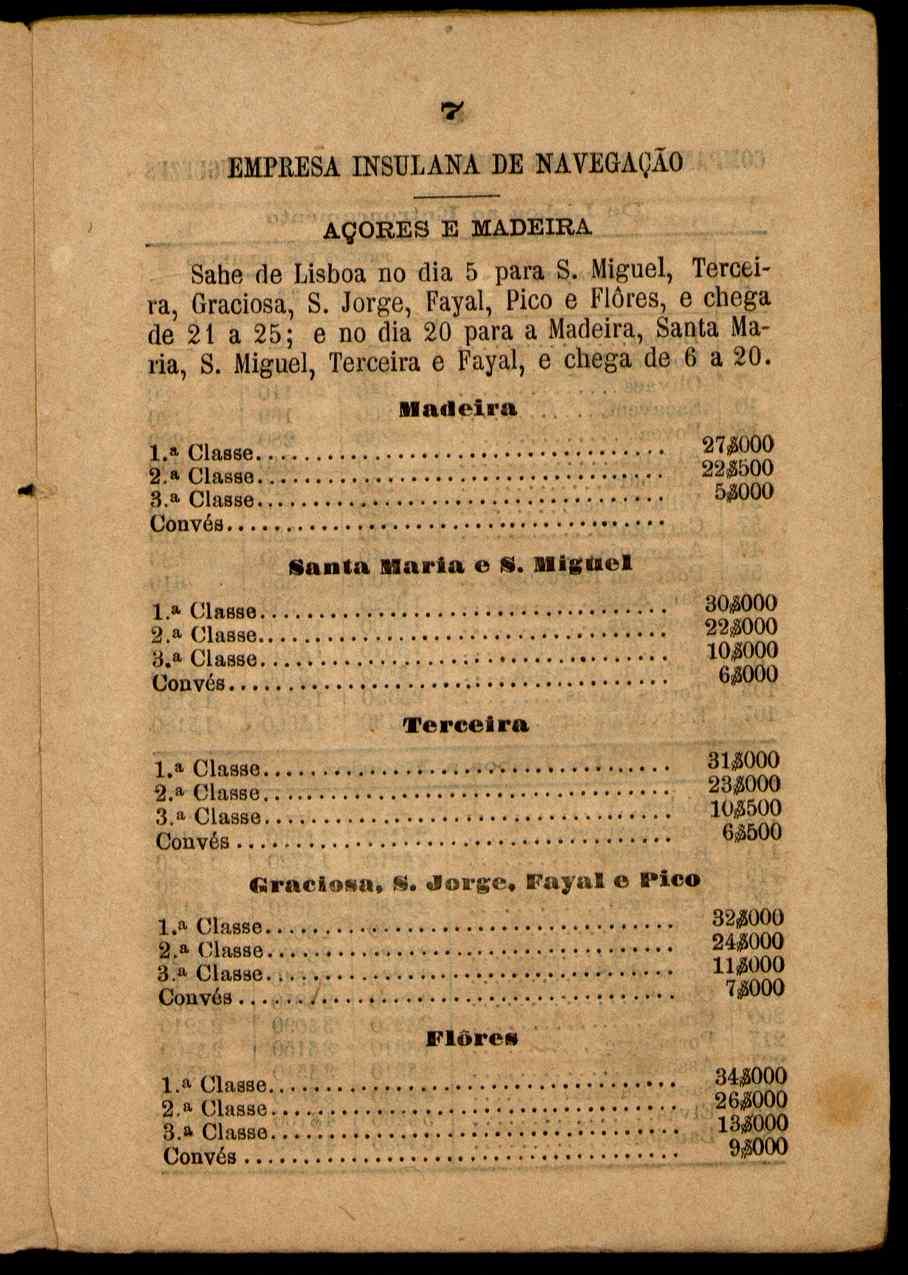 7
EMPRESA INSULANA DE NAVEGAÇÃO
AÇORES E MADEIRA
Sahe de Lisboa no dia 5 para S. Miguel, Tercei-
ra, Graciosa, S. Jorge, Fayal, Pico e Flôres, e chega
de 21 a 25; e no dia 20 para a Madeira, Santa Ma-
ria, S. Miguel, Terceira e Fayal, e chega de 6 a 20.
Madeira
1.ª Classe.................................... 27$000
2.ª Classe.................................... 22$500
3.ª Classe.................................... 5$000
Convés....................................
Santa Maria e S. Miguel
1.ª Classe.................................... 30$000
2.ª Classe.................................... 22$000
3.ª Classe.................................... 10$000
Convés.................................... 6$000
Terceira
1.ª Classe.................................... 31$000
2.ª Classe.................................... 23$000
3.ª Classe.................................... 10$500
Convés.................................... 6$500
Graciosa, S. Jorge, Fayal e Pico
1.ª Classe.................................... 32$000
2.ª Classe.................................... 24$000
3.ª Classe.................................... 11$000
Convés.................................... 7$000
Flôres
1.ª Classe.................................... 34$000
2.ª Classe.................................... 26$000
3.ª Classe.................................... 13$000
Convés.................................... 9$000